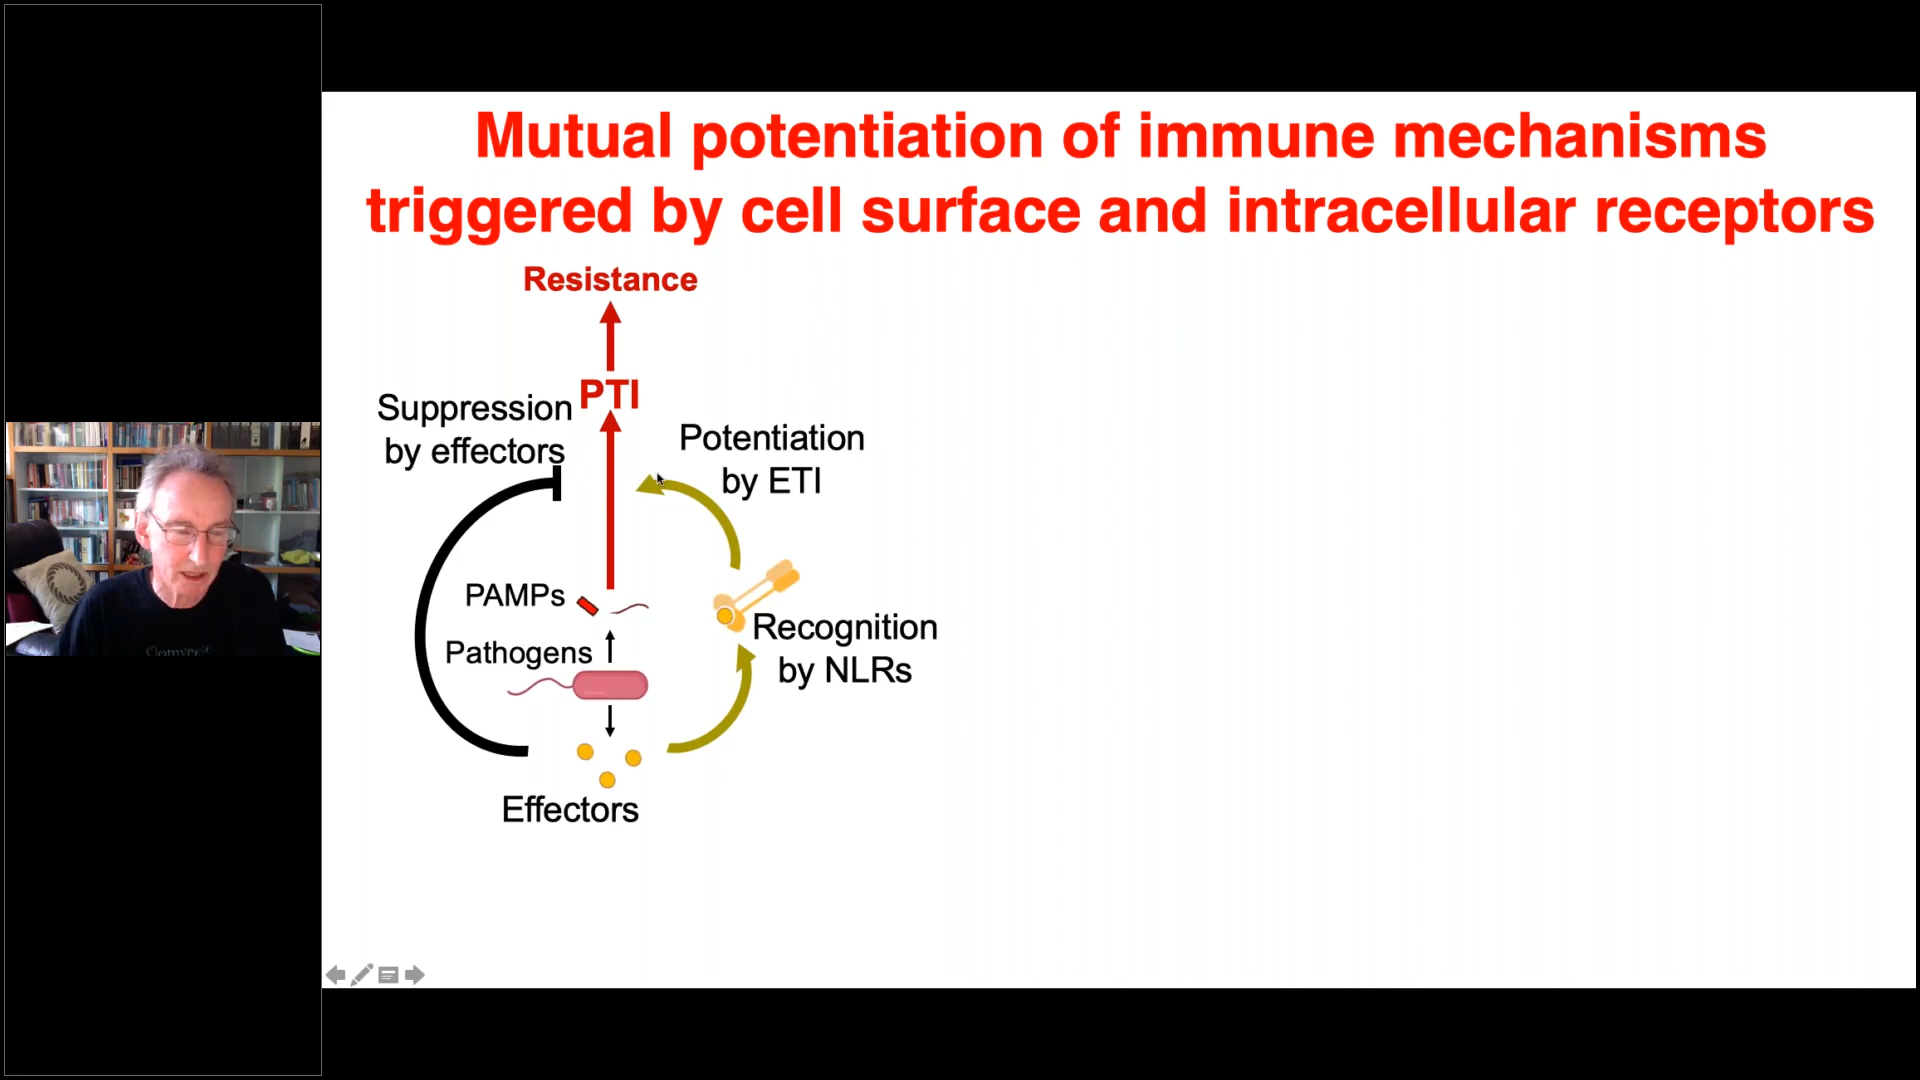 Mutual potentiation of immune mechanisms
triggered by cell surface and intracellular receptors
Resistance
PTI
Suppression
by effectors
Potentiation
by ETI
PAMPs
Recognition
by NLRs
Pathogens
Effectors